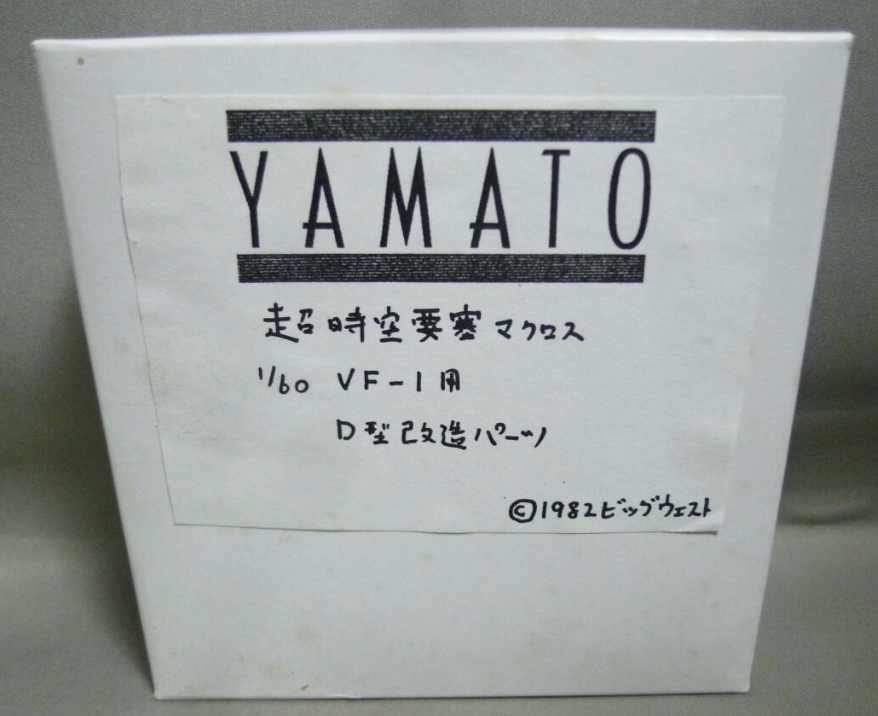 YAMATO
超時空要塞マクロス
1/60 VF-1用
D型改造パーツ
©1982ビッグウェスト